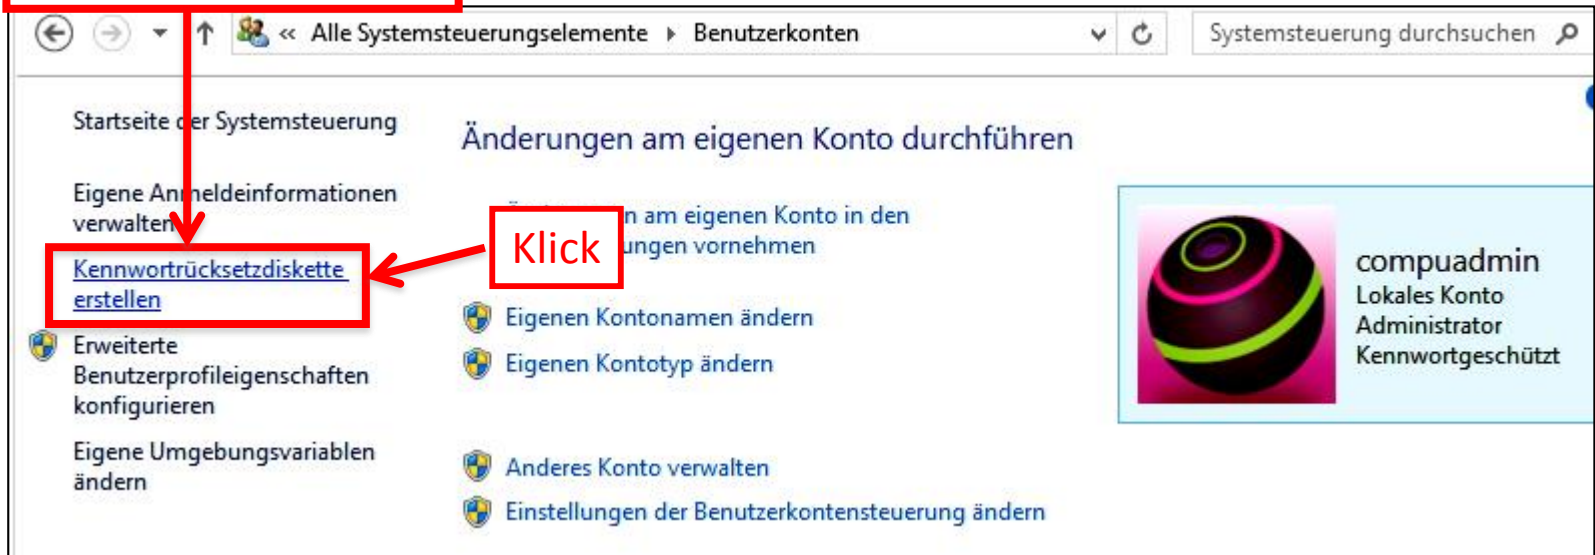 « Alle Systemsteuerungselemente ▸ Benutzerkonten
Systemsteuerung durchsuchen
Startseite der Systemsteuerung
Eigene Anmeldeinformationen
verwalten
Kennwortrücksetzdiskette
erstellen
Erweiterte
Benutzerprofileigenschaften
konfigurieren
Eigene Umgebungsvariablen
ändern
Änderungen am eigenen Konto durchführen
am eigenen Konto in den
vornehmen
Klick
Eigenen Kontonamen ändern
Eigenen Kontotyp ändern
Anderes Konto verwalten
Einstellungen der Benutzerkontensteuerung ändern
compuadmin
Lokales Konto
Administrator
Kennwortgeschützt